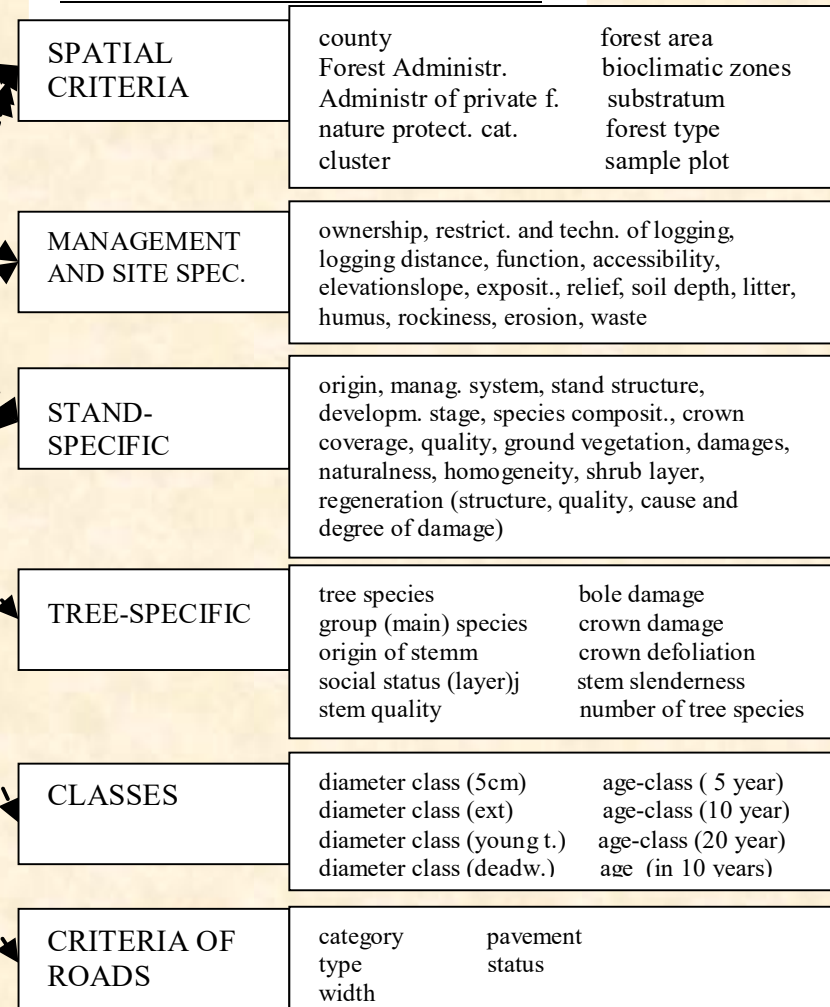 SPATIAL
CRITERIA
county forest area
Forest Administr. bioclimatic zones
Administr of private f. substratum
nature protect. cat. forest type
cluster sample plot
MANAGEMENT
AND SITE SPEC.
ownership, restrict. and techn. of logging,
logging distance, function, accessibility,
elevationslope, exposit., relief, soil depth, litter,
humus, rockiness, erosion, waste
STAND-
SPECIFIC
origin, manag. system, stand structure,
developm. stage, species composit., crown
coverage, quality, ground vegetation, damages,
naturalness, homogeneity, shrub layer,
regeneration (structure, quality, cause and
degree of damage)
TREE-SPECIFIC
tree species bole damage
group (main) species crown damage
origin of stemm crown defoliation
social status (layer)j stem slenderness
stem quality number of tree species
CLASSES
diameter class (5cm) age-class ( 5 year)
diameter class (ext) age-class (10 year)
diameter class (young t.) age-class (20 year)
diameter class (deadw.) age (in 10 years)
CRITERIA OF
ROADS
category pavement
type status
width